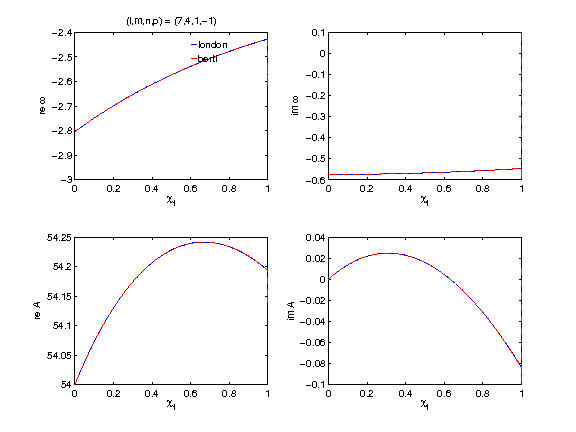 (l,m,n,p) = (7,4,1,−1)
−2.4
−2.5
−2.6
−2.7
−2.8
−2.9
−3
re ω
0 0.2 0.4 0.6 0.8 1
χf
london
berti
0.1
0
−0.1
−0.2
−0.3
−0.4
−0.5
−0.6
im ω
0 0.2 0.4 0.6 0.8 1
χf
54.25
54.2
54.15
54.1
54.05
54
re A
0 0.2 0.4 0.6 0.8 1
χf
0.04
0.02
0
−0.02
−0.04
−0.06
−0.08
−0.1
im A
0 0.2 0.4 0.6 0.8 1
χf